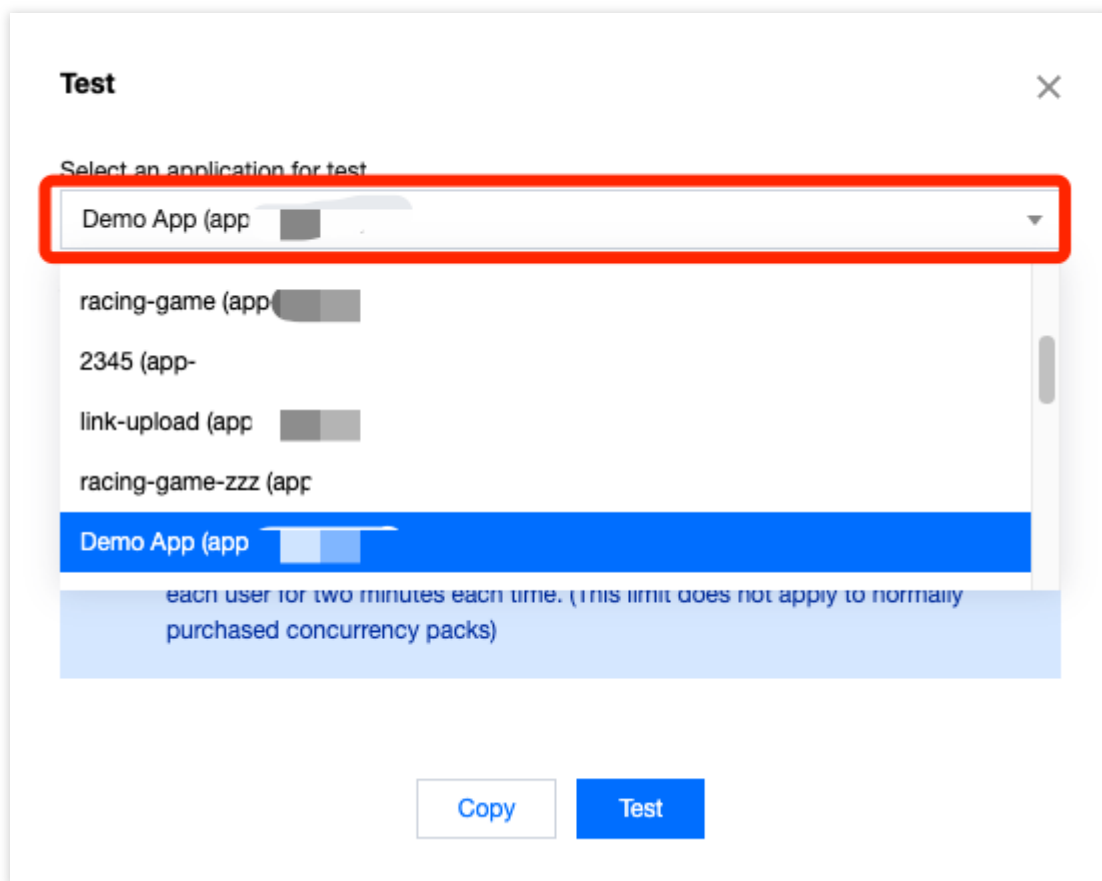 Test
Select an application for test
Demo App (app
racing-game (app
2345 (app-
link-upload (app
racing-game-zzz (app
Demo App (app
each user for two minutes each time. (This limit does not apply to normally
purchased concurrency packs)
Copy
Test